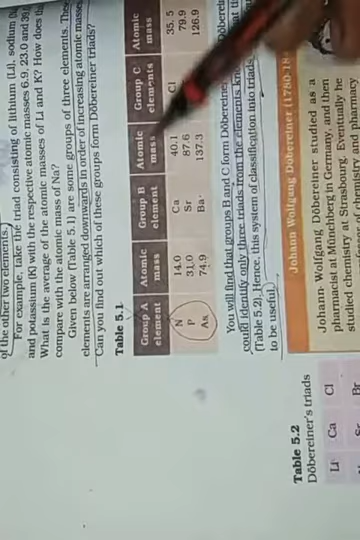 of the other two elements.
For example, take the triad consisting of lithium (Li), sodium
and potassium (K) with the respective atomic masses 6.9, 23.0 and 39
What is the average of the atomic masses of Li and K? How does
compare with the atomic mass of Na?
Given below (Table 5.1) are some groups of three elements. These
elements are arranged downwards in order of increasing atomic masses
Can you find out which of these groups form Döbereiner triads?
Table 5.1
Group A element Atomic mass Group B element Atomic mass Group C elements Atomic mass
N 14.0 Ca 40.1 Cl 35.5
P 31.0 Sr 87.6 79.9
As 74.9 Ba 137.3 126.9
You will find that groups B and C form Döbereiner
could identify only three triads from the elements
(Table 5.2). Hence, this system of classification into triads
to be useful.
Johann Wolfgang Döbereiner (1780-18
Johann Wolfgang Döbereiner studied as a
pharmacist at Münchberg in Germany, and then
studied chemistry at Strasbourg. Eventually he
of chemistry and pharmacy
Table 5.2
Döbereiner's triads
Li Ca Cl
Sr Br